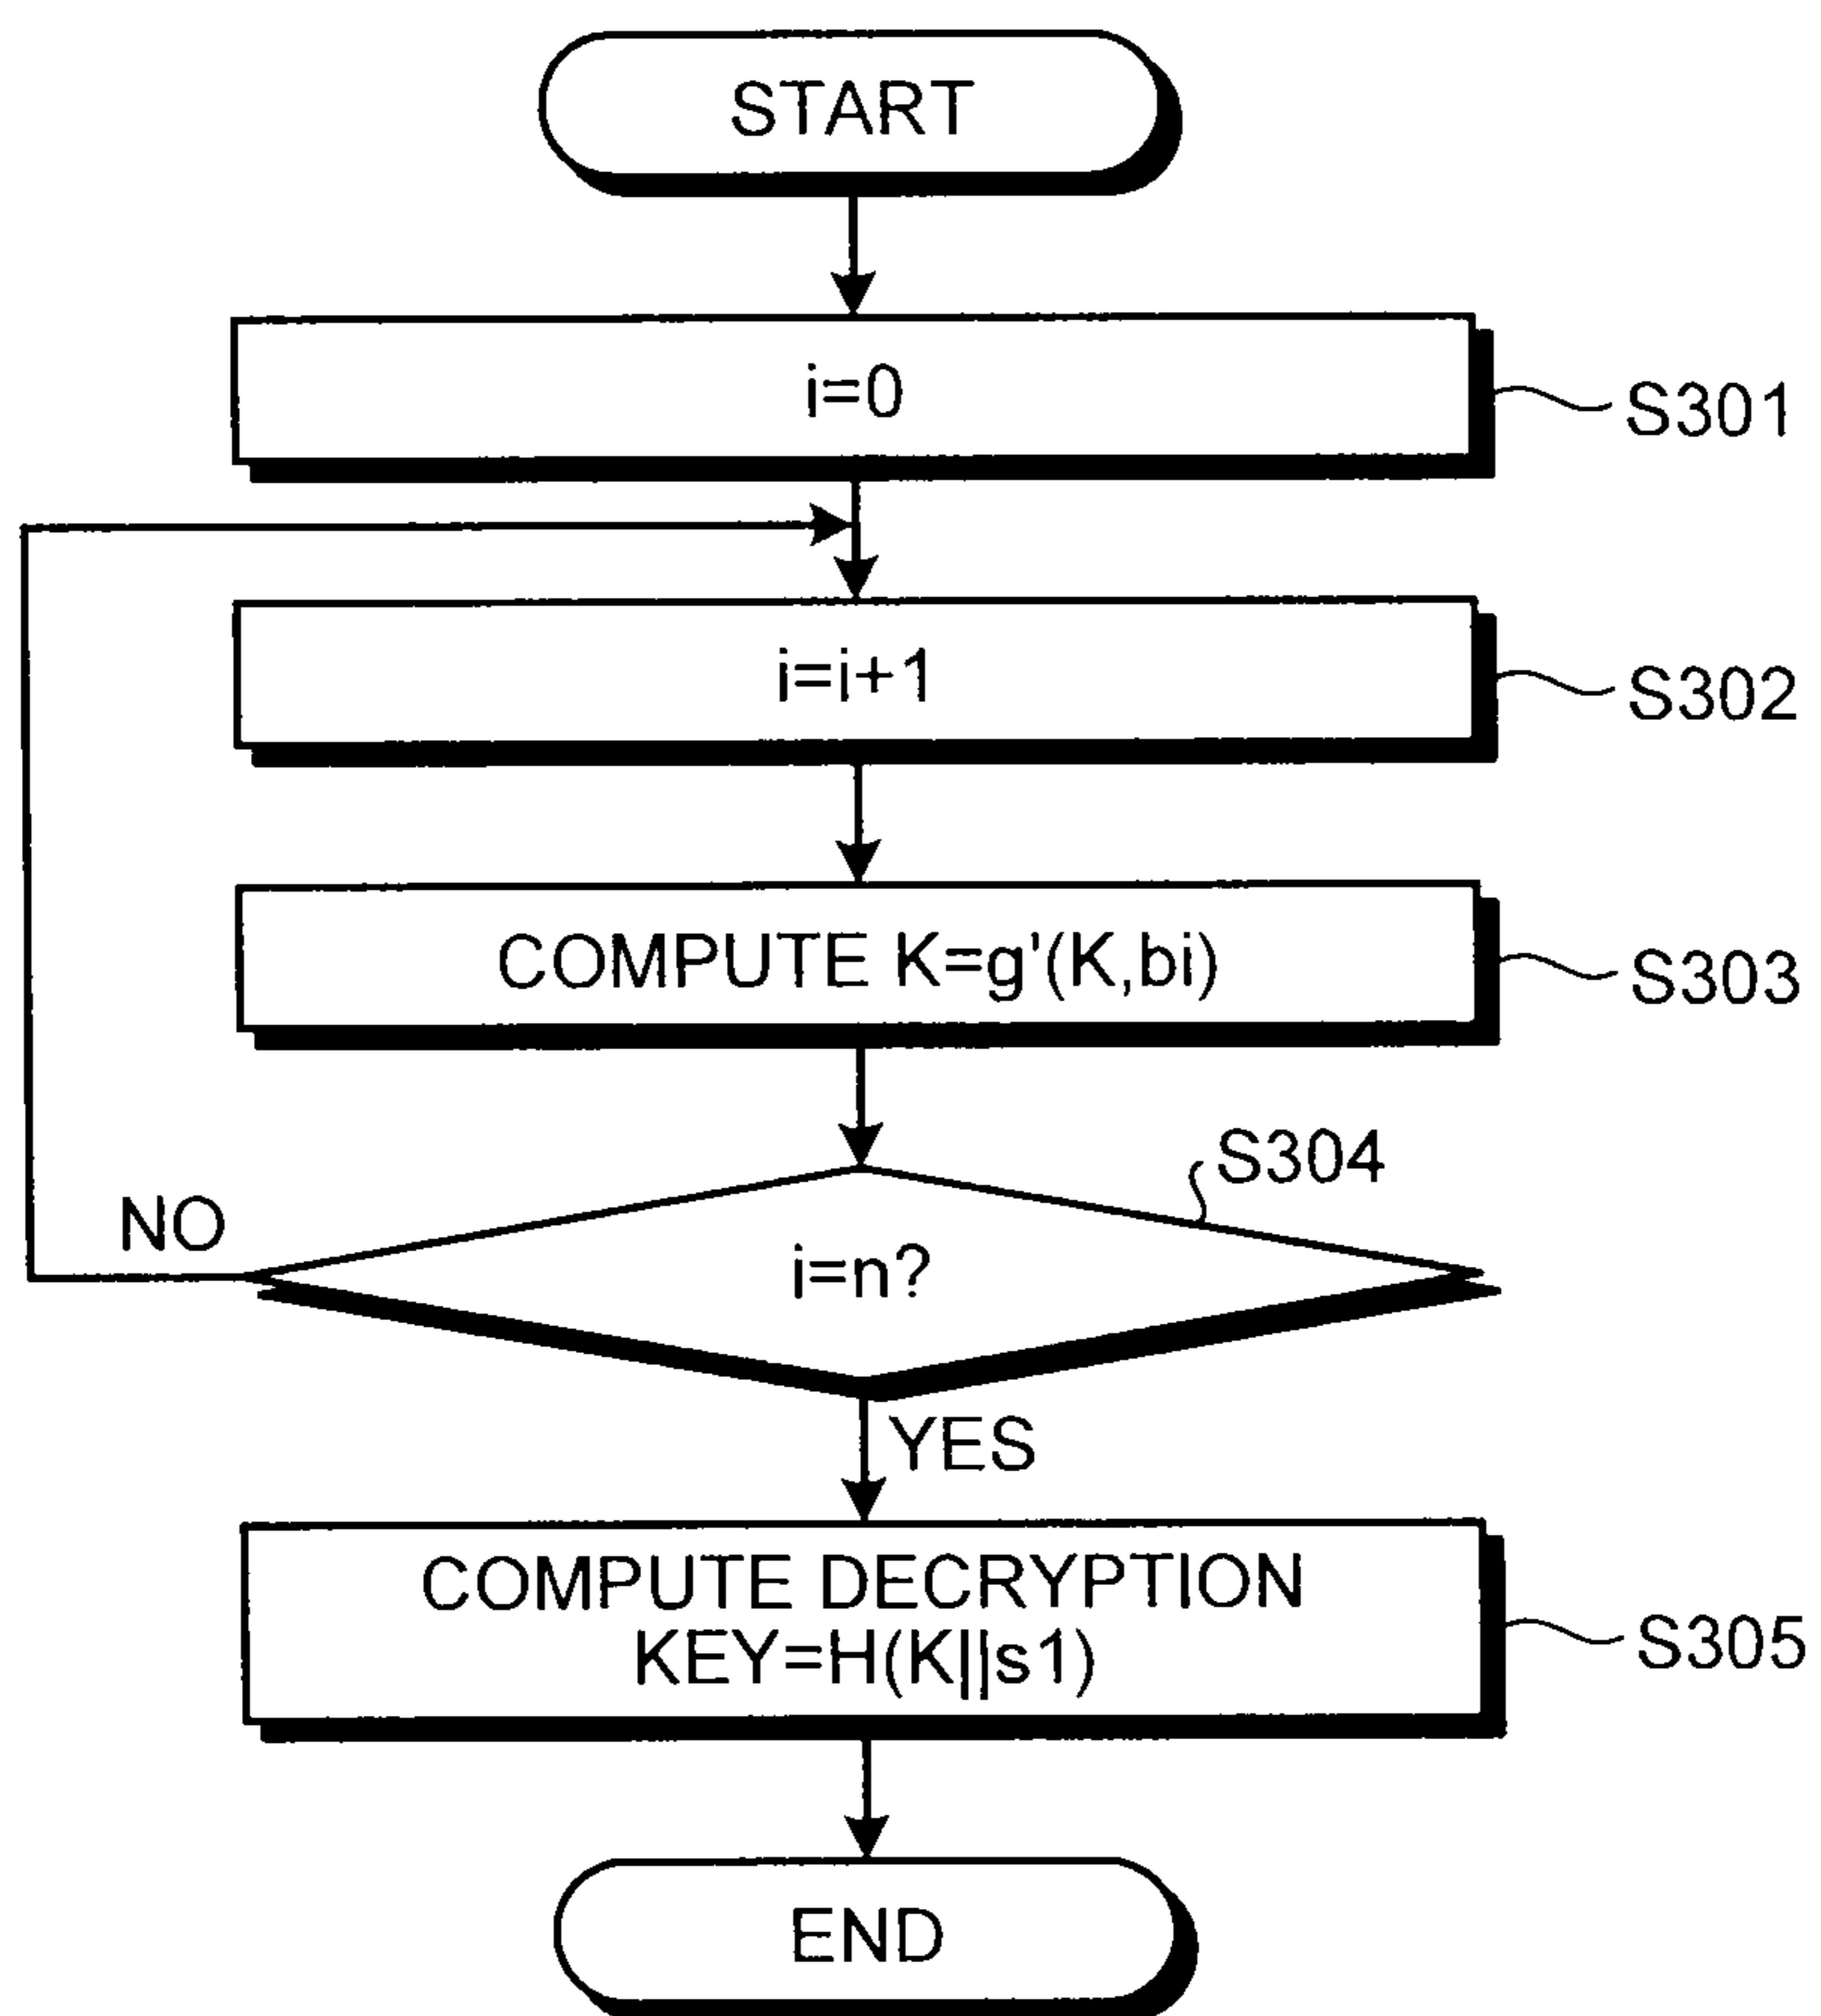 START
i=0
S301
i=i+1
S302
COMPUTE K=g'(K,bi)
S303
S304
NO
i=n?
YES
COMPUTE DECRYPTION
KEY=H(K||s1)
S305
END